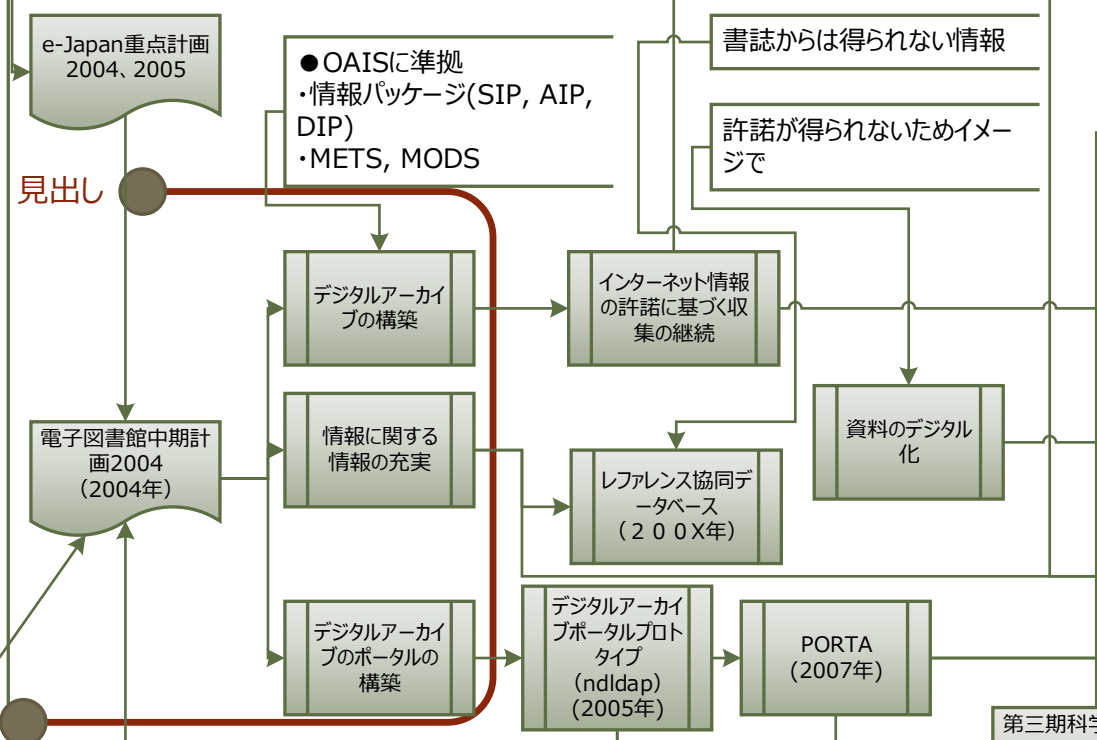 e-Japan重点計画
2004、2005
●OAISに準拠
・情報パッケージ(SIP, AIP,
DIP)
・METS, MODS
書誌からは得られない情報
許諾が得られないためイメー
ジで
見出し
デジタルアーカイ
ブの構築
インターネット情報
の許諾に基づく収
集の継続
電子図書館中期計
画2004
（2004年）
情報に関する
情報の充実
レファレンス協同デ
ータベース
（２００X年）
資料のデジタル
化
デジタルアーカイ
ブのポータルの
構築
デジタルアーカイ
ブポータルプロト
タイプ
（ndldap）
(2005年）
PORTA
(2007年）
第三期科学